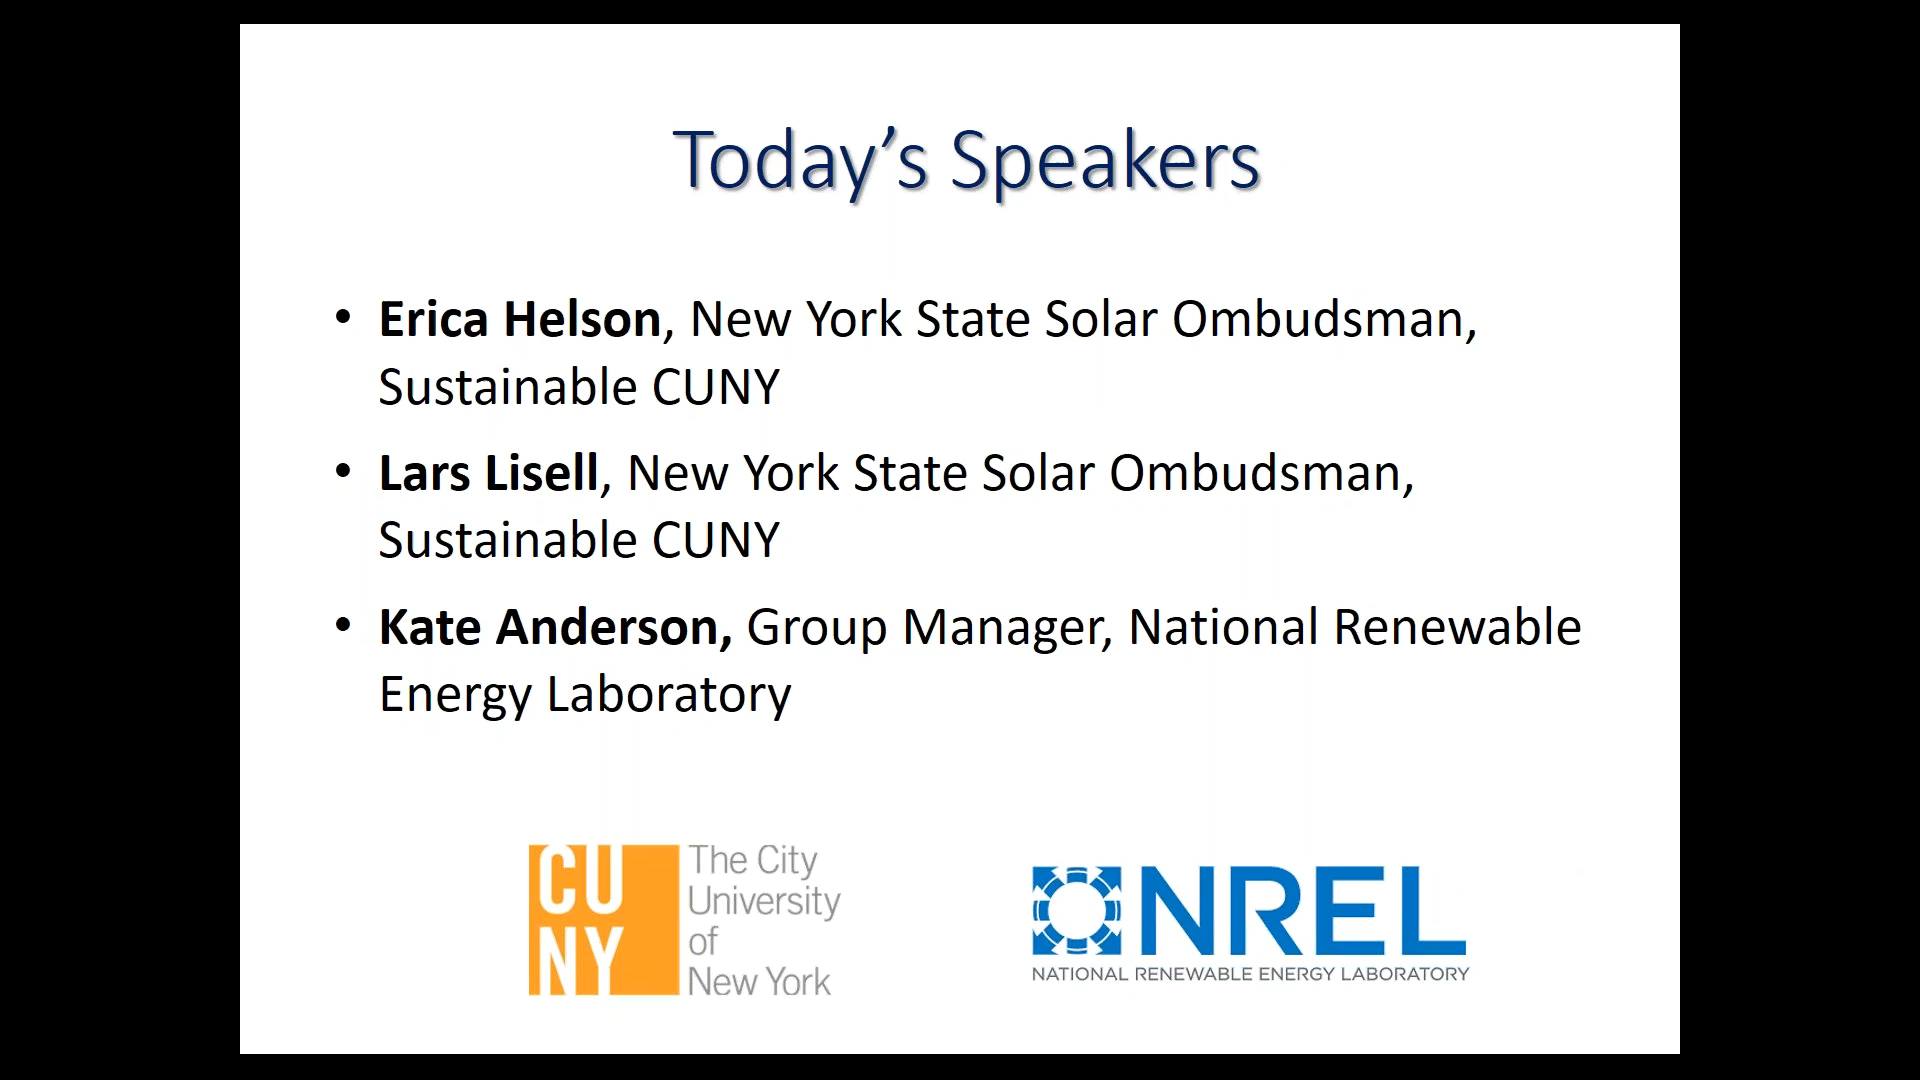 Today’s Speakers
• Erica Helson, New York State Solar Ombudsman,
Sustainable CUNY
• Lars Lisell, New York State Solar Ombudsman,
Sustainable CUNY
• Kate Anderson, Group Manager, National Renewable
Energy Laboratory
CU
NY
The City
University
of
New York
NREL
NATIONAL RENEWABLE ENERGY LABORATORY